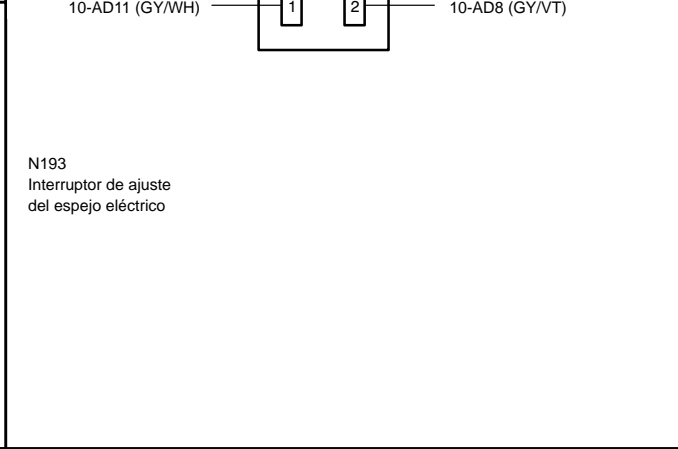 10-AD11 (GY/WH) 1 2 10-AD8 (GY/VT)
N193
Interruptor de ajuste
del espejo eléctrico